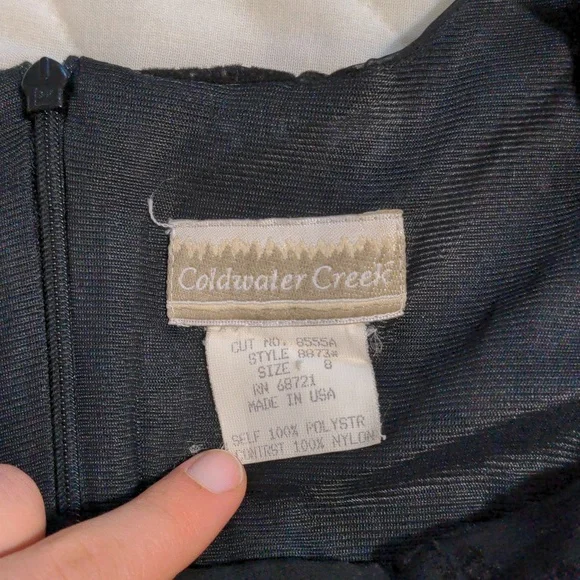 Coldwater Creek
CUT NO. 8555A
STYLE 8873*
SIZE 8
RN 68721
MADE IN USA
SELF 100% POLYSTR
CONTRST 100% NYLON